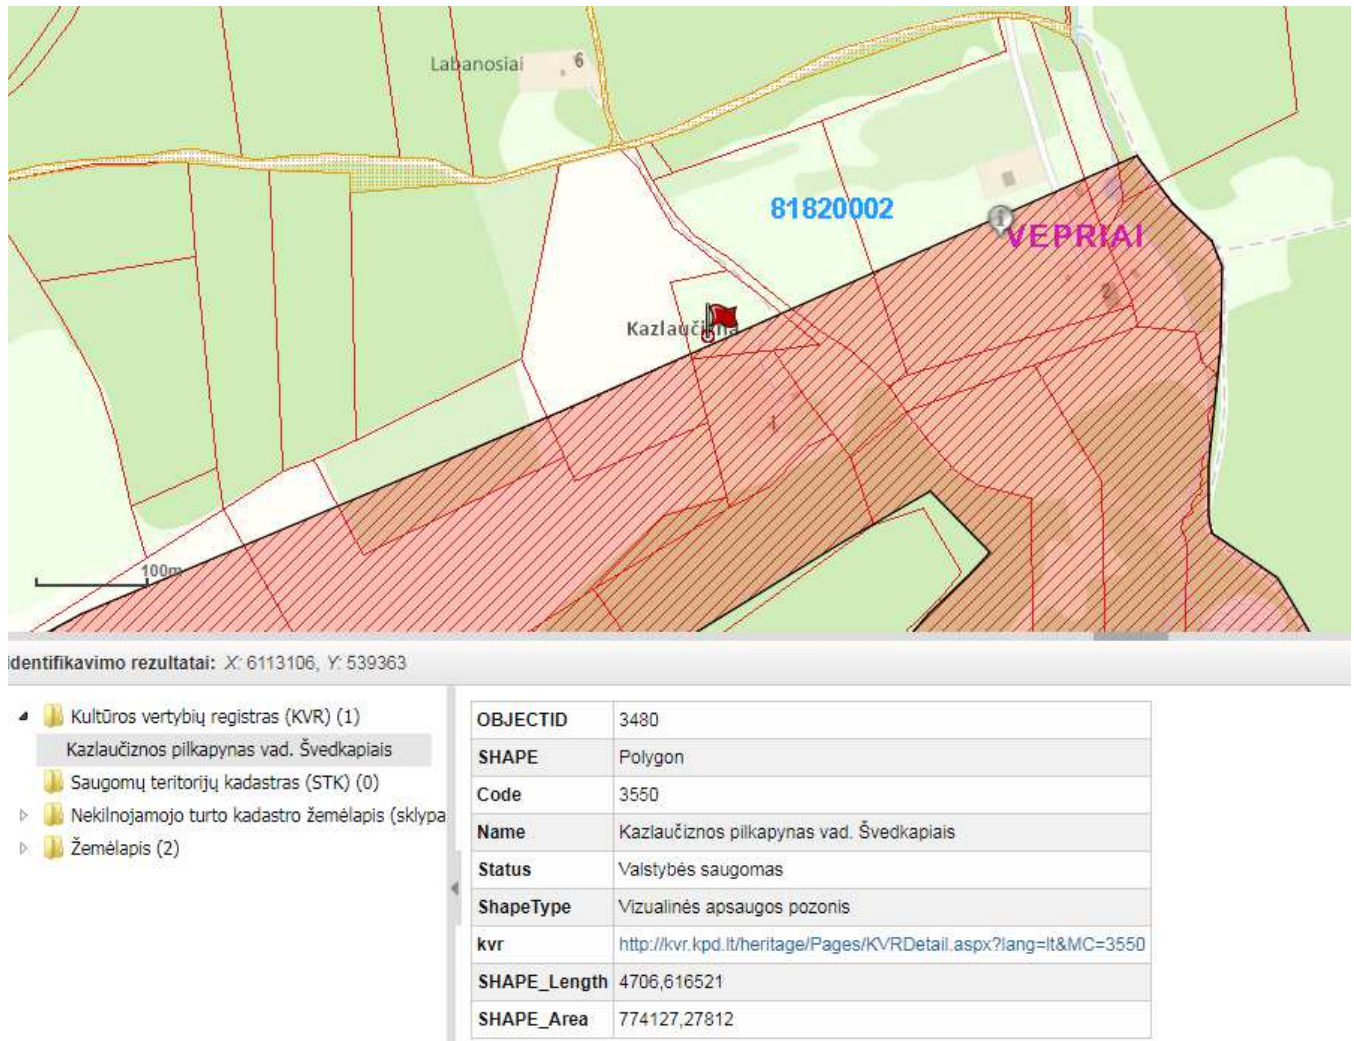 Labanosiai
6
81820002
VEPRIAI
2
1
100m
identifikavimo rezultatai: X: 6113106, Y: 539363
Kultūros vertybių registras (KVR) (1)
Kazlaučiznos pilkapynas vad. Švedkapiais
Saugomų teritorijų kadastras (STK) (0)
Nekilnojamojo turto kadastro žemėlapis (sklypa
Žemėlapis (2)
OBJECTID 3480
SHAPE Polygon
Code 3550
Name Kazlaučiznos pilkapynas vad. Švedkapiais
Status Valstybės saugomas
ShapeType Vizualinės apsaugos pozonis
kvr http://kvr.kpd.lt/heritage/Pages/KVRDetail.aspx?lang=lt&MC=3550
SHAPE_Length 4706,616521
SHAPE_Area 774127,27812